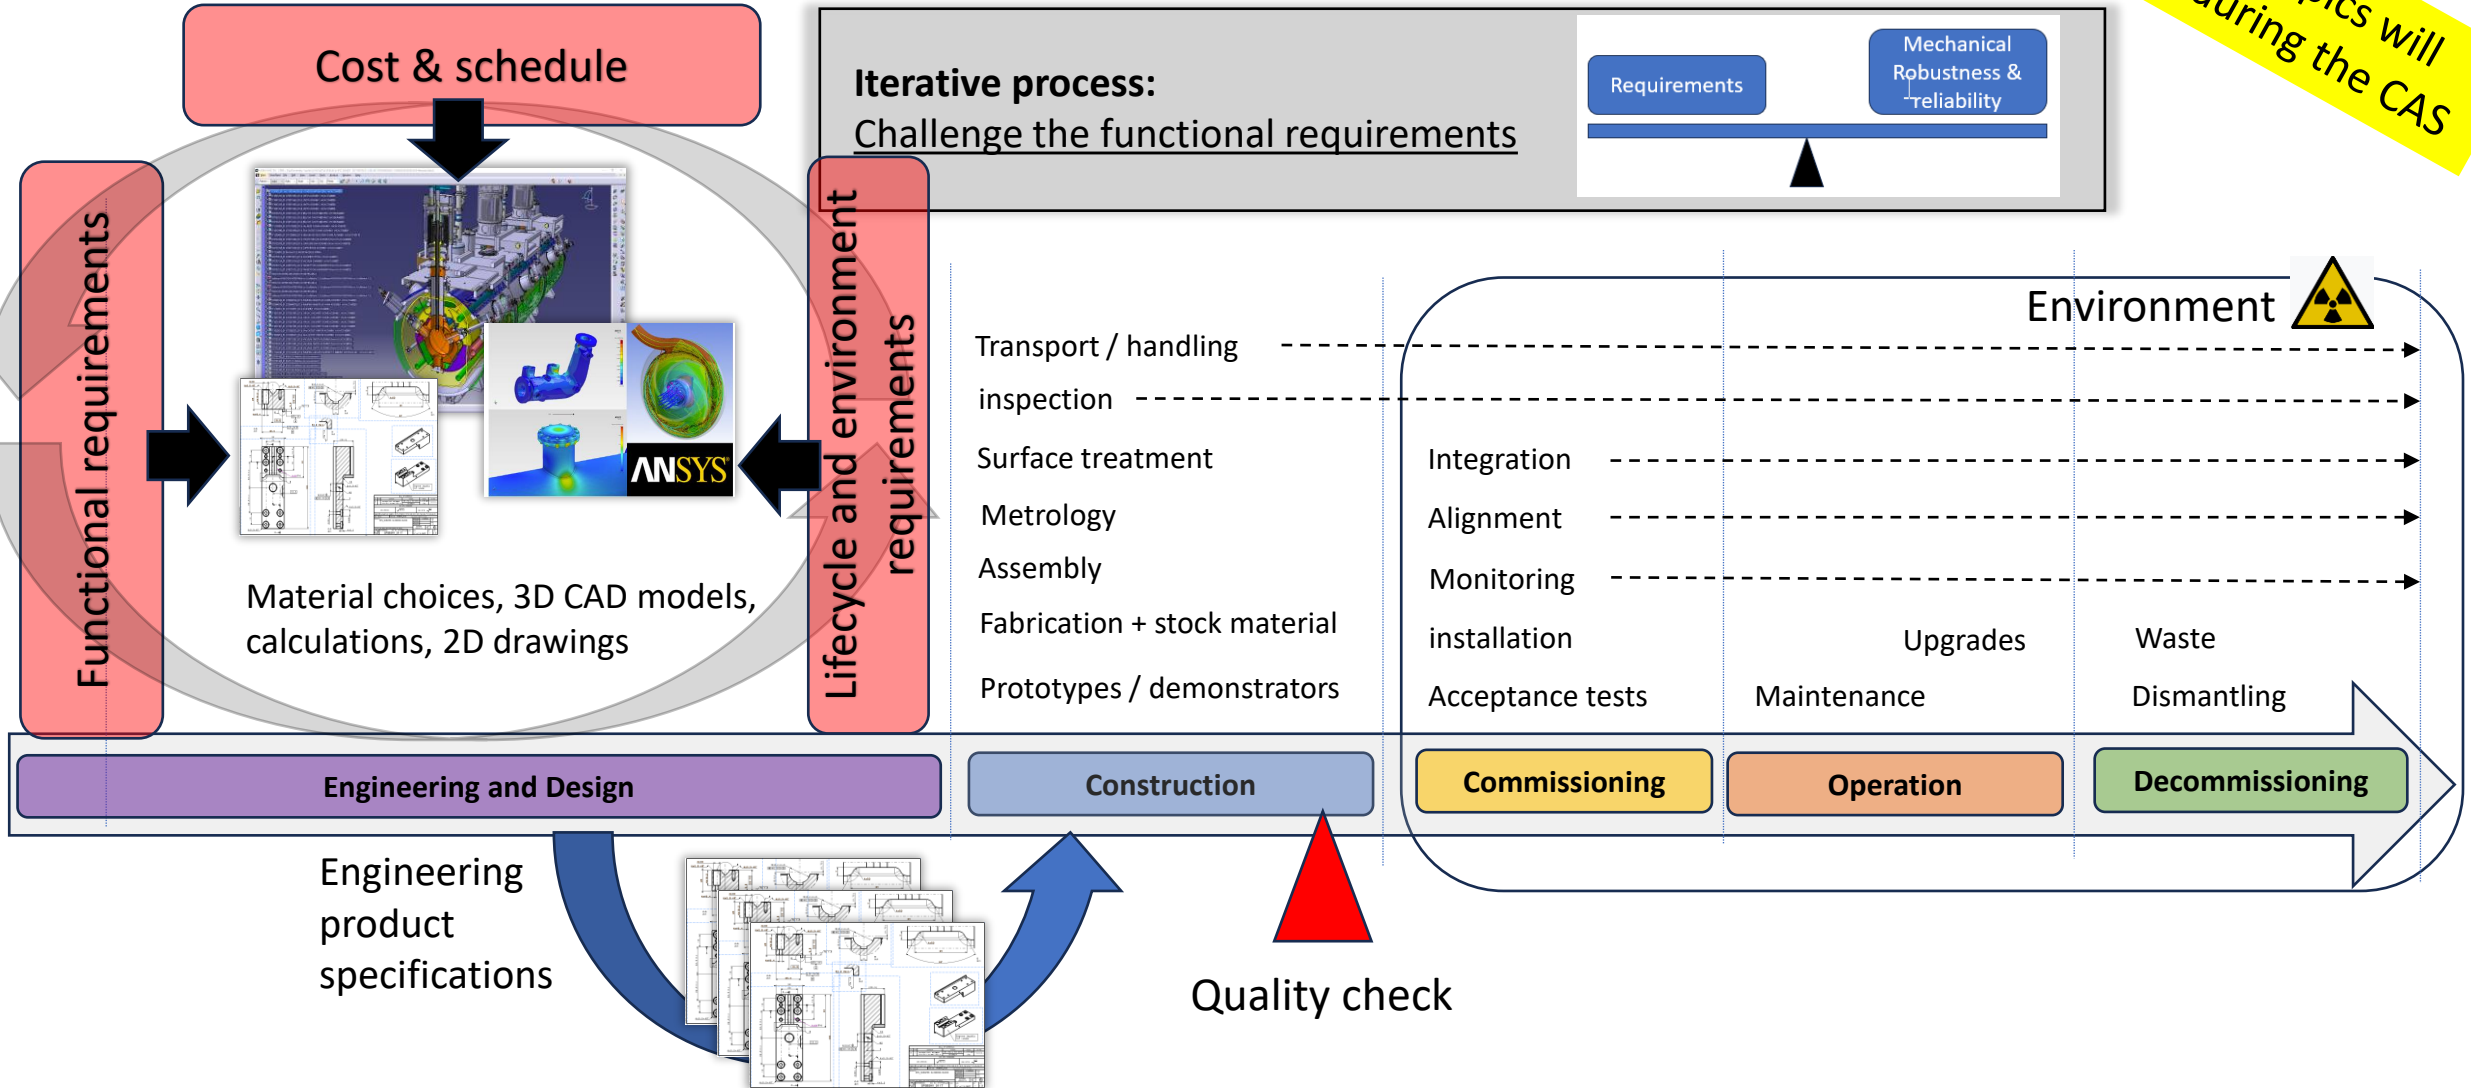 Cost & schedule
Iterative process:
Challenge the functional requirements
Requirements
Mechanical
Robustness &
reliability
will
during the CAS
Functional requirements
Lifecycle and environment
requirements
ANSYS
Material choices, 3D CAD models,
calculations, 2D drawings
Environment
Transport / handling
inspection
Surface treatment
Metrology
Assembly
Fabrication + stock material
Prototypes / demonstrators
Integration
Alignment
Monitoring
installation
Acceptance tests
Upgrades
Maintenance
Waste
Dismantling
Engineering and Design
Construction
Commissioning
Operation
Decommissioning
Engineering
product
specifications
Quality check